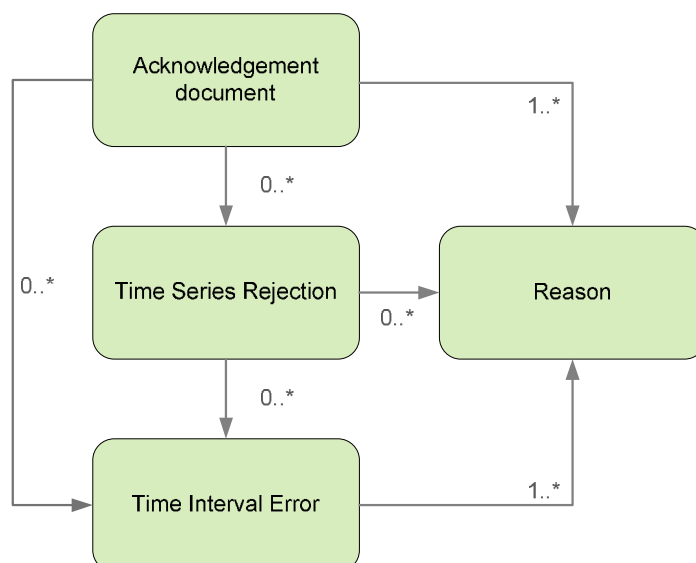 Acknowledgement
document
1..*
0..*
Time Series Rejection
Reason
0..*
0..*
0..*
Time Interval Error
1..*